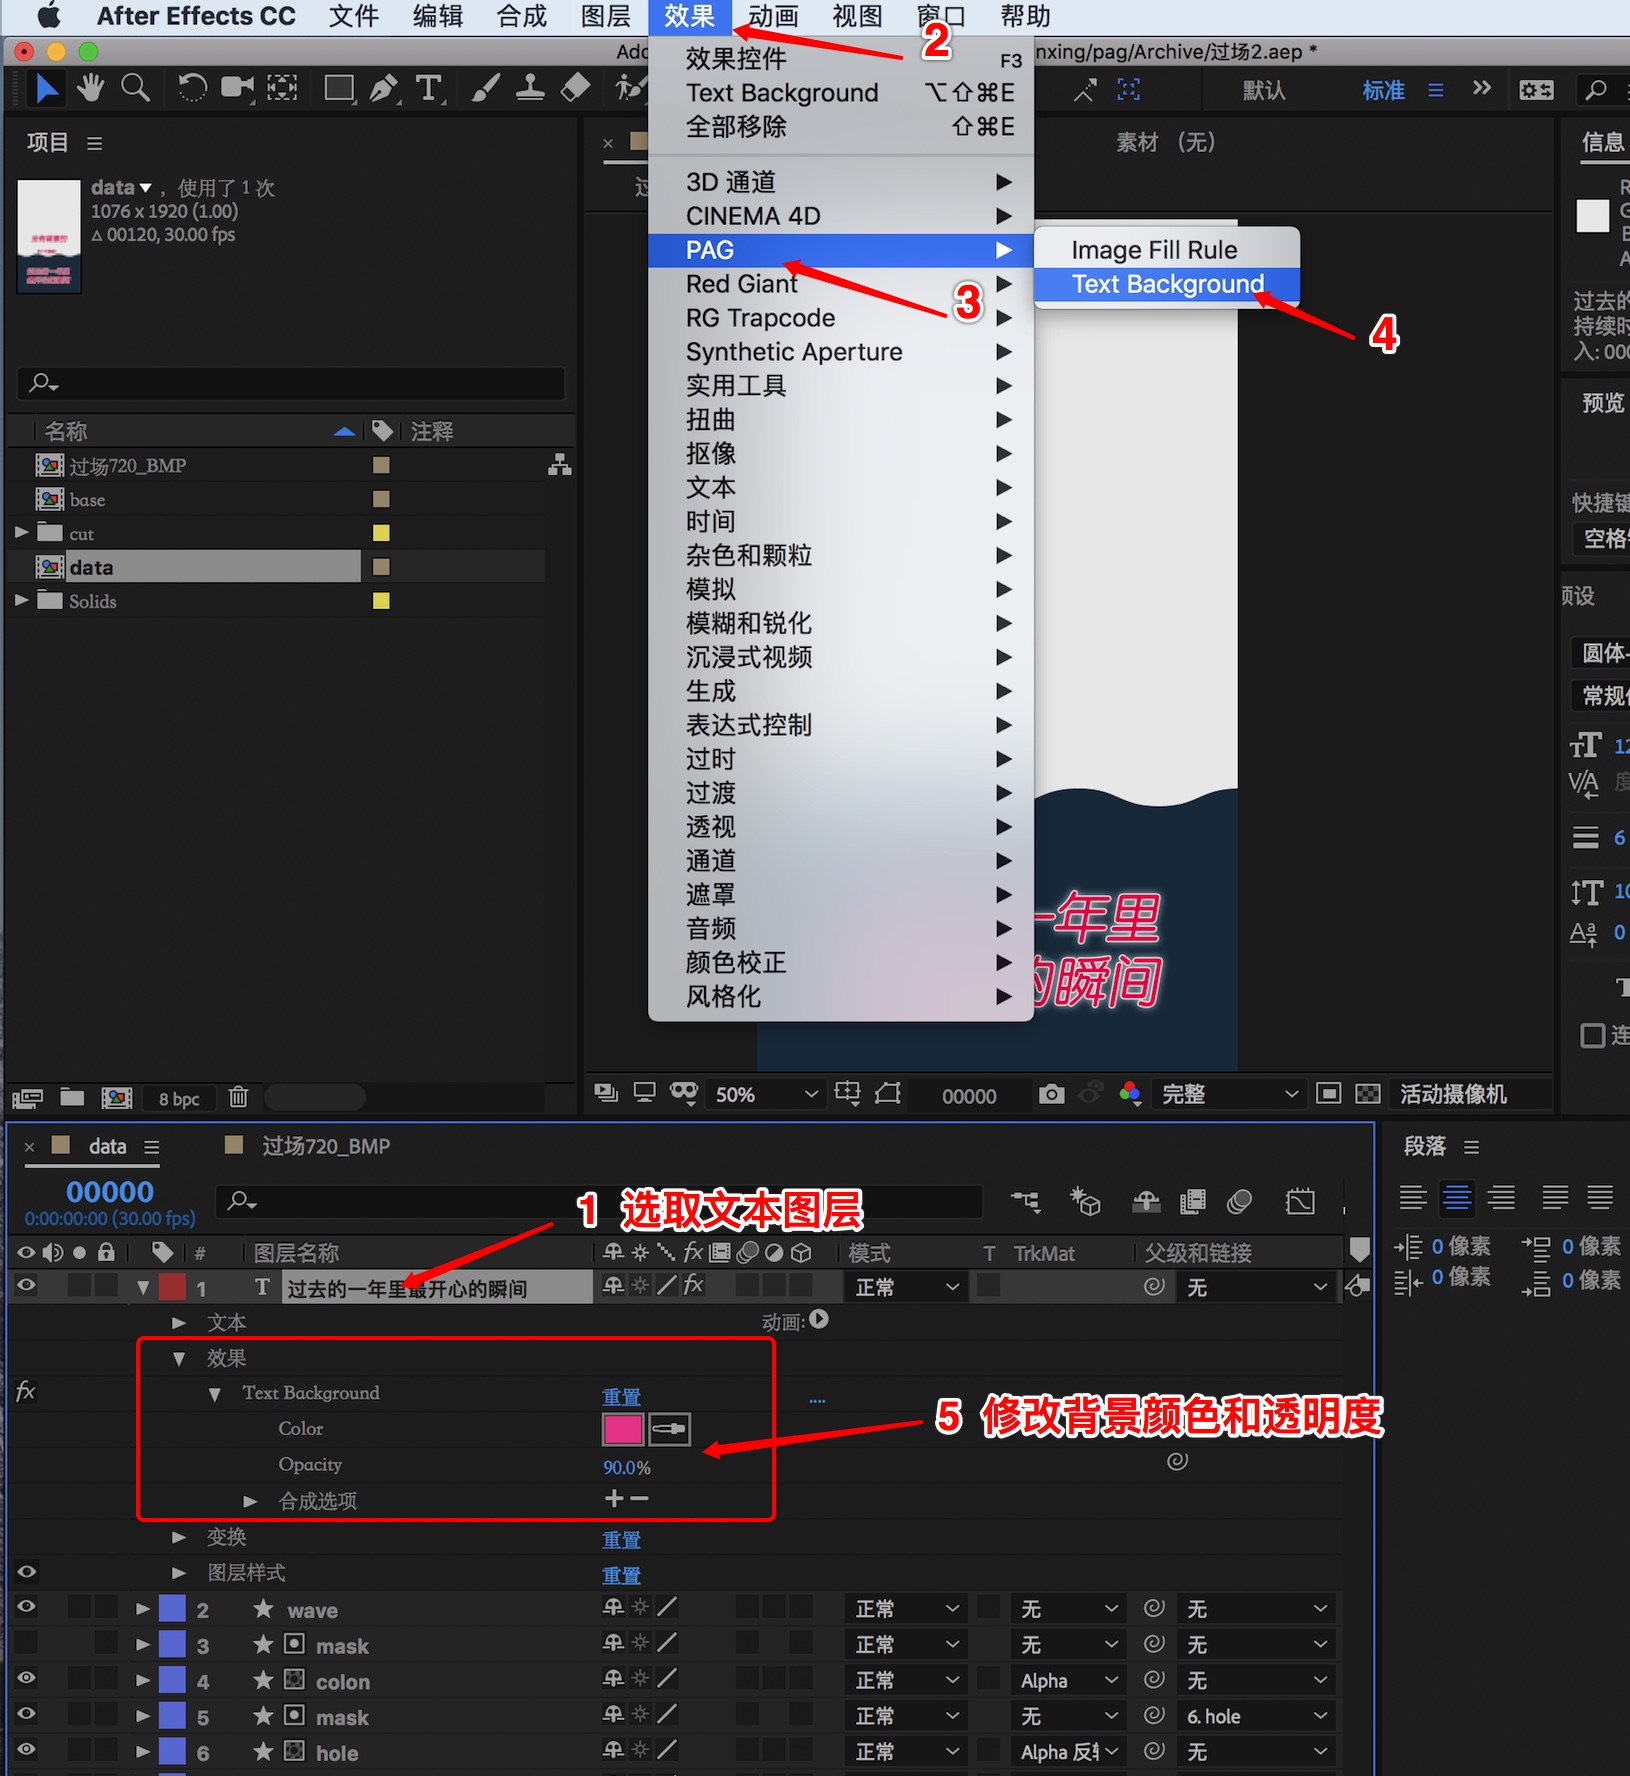 After Effects CC 文件 编辑 合成 图层 效果 动画 视图 窗口 帮助
2
nxing/pag/Archive/过场2.aep *
效果控件 F3
Text Background ⌥⇧⌘E
全部移除 ⇧⌘E
默认 标准
项目
素材 (无)
信息
data ，使用了 1 次
1076 x 1920 (1.00)
Δ 00120, 30.00 fps
3D 通道
CINEMA 4D
PAG
Image Fill Rule
Text Background
3
4
Red Giant
RG Trapcode
Synthetic Aperture
实用工具
扭曲
抠像
文本
时间
杂色和颗粒
模拟
模糊和锐化
沉浸式视频
生成
表达式控制
过时
过渡
透视
通道
遮罩
音频
颜色校正
风格化
过去的
持续时
入: 000
预览
快捷键
空格键
预设
圆体-
常规体
名称 注释
过场720_BMP
base
cut
data
Solids
一年里
的瞬间
8 bpc
50% 00000 完整 活动摄像机
data 过场720_BMP
段落
00000
0:00:00:00 (30.00 fps)
1 选取文本图层
# 图层名称 模式 T TrkMat 父级和链接
1 T 过去的一年里最开心的瞬间 正常 无
0 像素 0 像素
0 像素 0 像素
文本 动画:
效果
fx Text Background 重置
Color
Opacity 90.0%
合成选项 +−
5 修改背景颜色和透明度
变换 重置
图层样式 重置
2 wave 正常 无 无
3 mask 正常 无 无
4 colon 正常 Alpha 无
5 mask 正常 无 6. hole
6 hole 正常 Alpha 反转 无